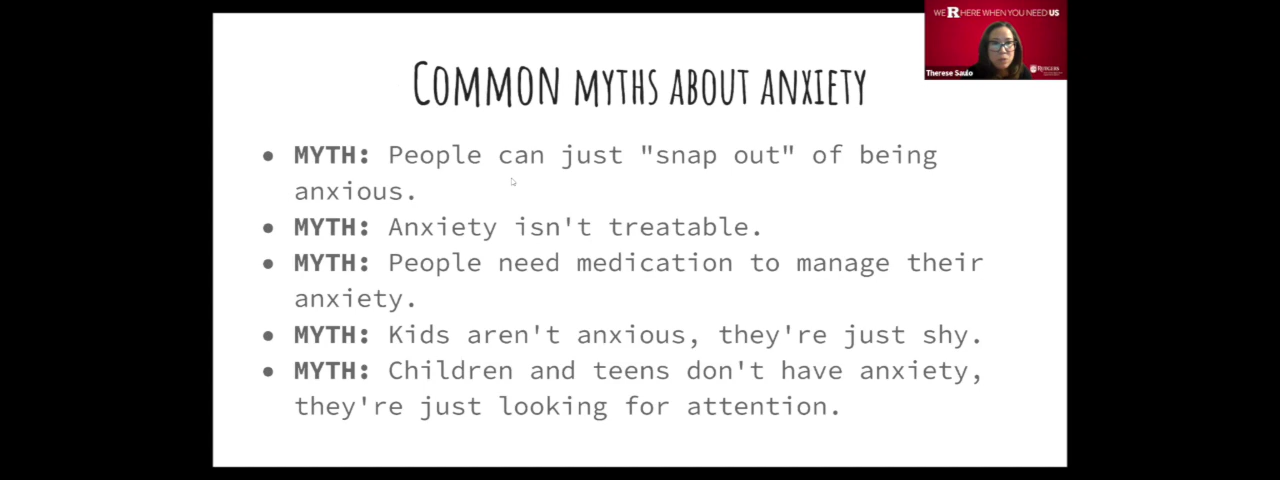 WE R HERE WHEN YOU NEED US
Therese Saulo
RUTGERS
Common myths about anxiety
• MYTH: People can just "snap out" of being
anxious.
• MYTH: Anxiety isn't treatable.
• MYTH: People need medication to manage their
anxiety.
• MYTH: Kids aren't anxious, they're just shy.
• MYTH: Children and teens don't have anxiety,
they're just looking for attention.